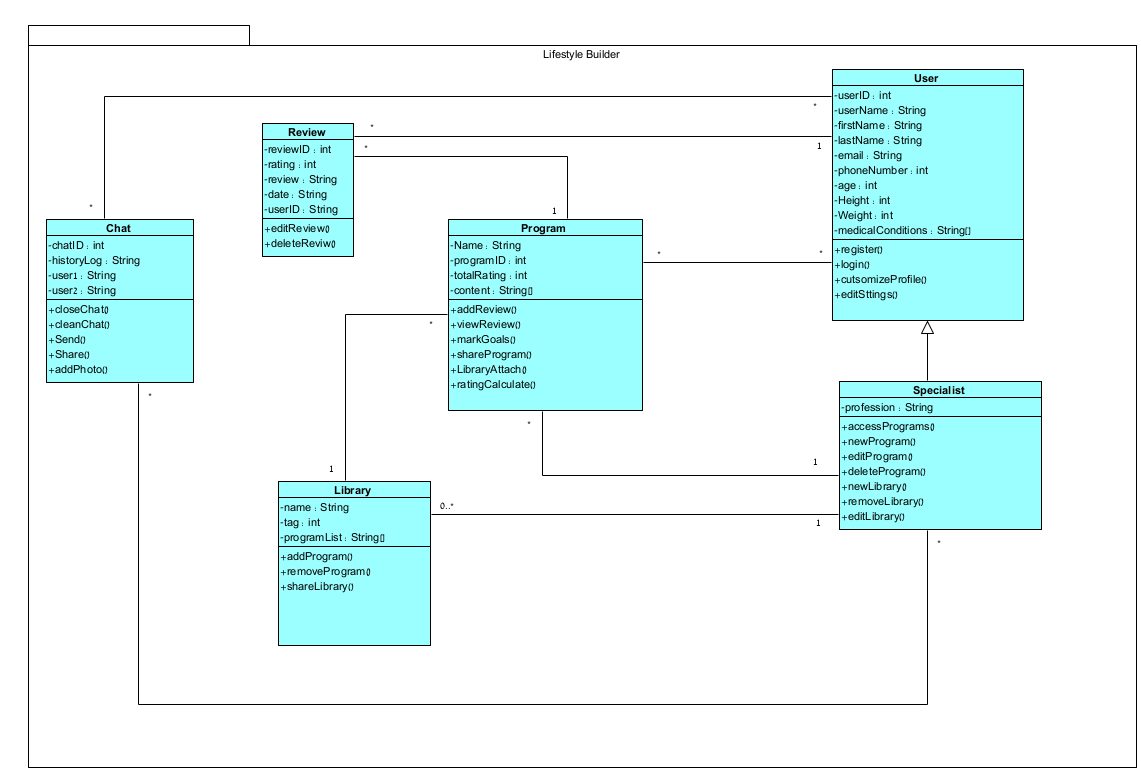 Lifestyle Builder
User
-userID : int
-userName : String
-firstName : String
-lastName : String
-email : String
-phoneNumber : int
-age : int
-Height : int
-Weight : int
-medicalConditions : String[]
+register()
+login()
+cutsomizeProfile()
+editSttings()
*
*
1
*
Review
-reviewID : int
-rating : int
-review : String
-date : String
-userID : String
+editReview()
+deleteReviw()
*
*
1
Chat
-chatID : int
-historyLog : String
-user1 : String
-user2 : String
+closeChat()
+cleanChat()
+Send()
+Share()
+addPhoto()
*
*
Program
-Name : String
-programID : int
-totalRating : int
-content : String[]
+addReview()
+viewReview()
+markGoals()
+shareProgram()
+LibraryAttach()
+ratingCalculate()
*
*
*
Specialist
-profession : String
+accessPrograms()
+newProgram()
+editProgram()
+deleteProgram()
+newLibrary()
+removeLibrary()
+editLibrary()
1
1
*
Library
-name : String
-tag : int
-programList : String[]
+addProgram()
+removeProgram()
+shareLibrary()
1
0..*